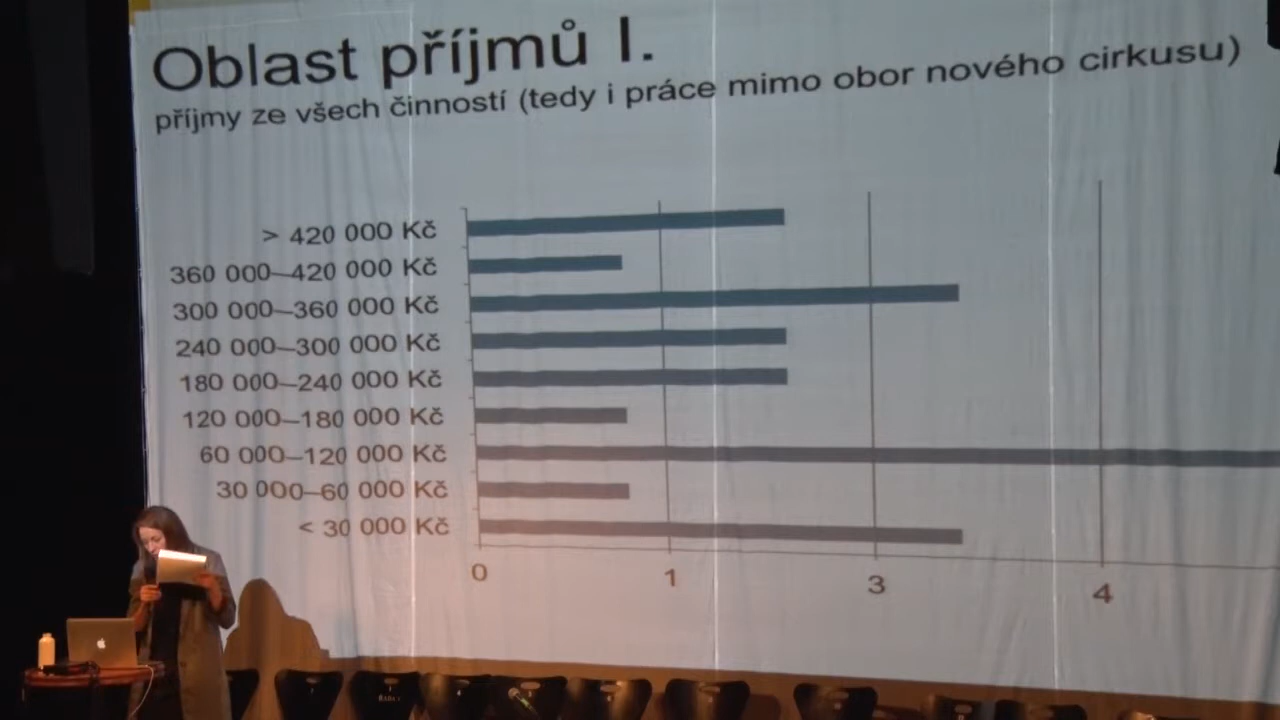 Oblast příjmů I.
příjmy ze všech činností (tedy i práce mimo obor nového cirkusu)
> 420 000 Kč
360 000–420 000 Kč
300 000–360 000 Kč
240 000–300 000 Kč
180 000–240 000 Kč
120 000–180 000 Kč
60 000–120 000 Kč
30 000–60 000 Kč
< 30 000 Kč
0 1 3 4